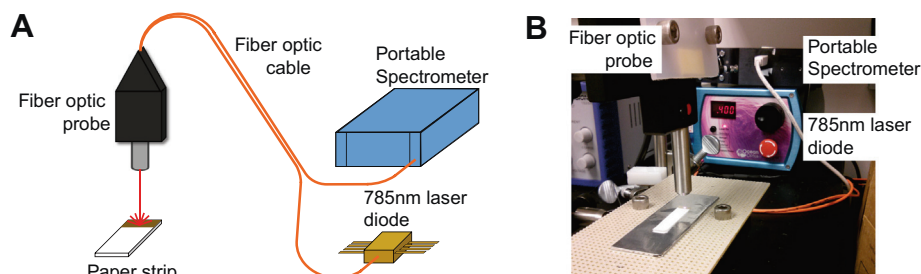 A
Fiber optic
cable
Fiber optic
probe
Portable
Spectrometer
785nm laser
diode
Paper strip
B
Fiber optic
probe
Portable
Spectrometer
785nm laser
diode
.400